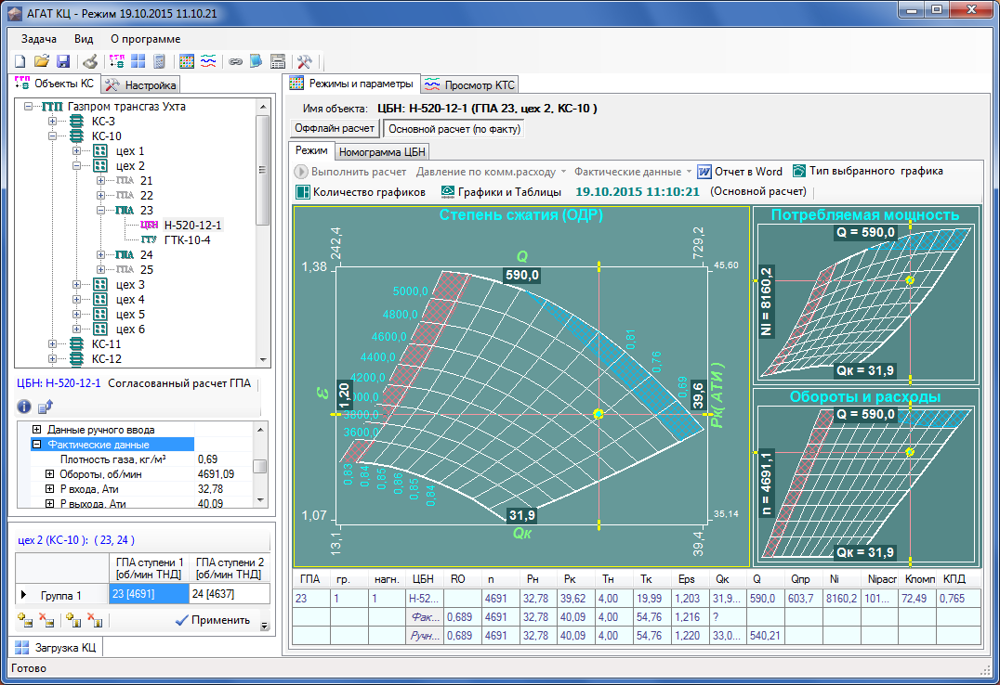 АГАТ КЦ - Режим 19.10.2015 11.10.21
Задача Вид О программе
Объекты КС Настройка
Газпром трансгаз Ухта
КС-3
КС-10
цех 1
цех 2
ГПА 21
ГПА 22
ГПА 23
ЦБН Н-520-12-1
ГТУ ГТК-10-4
ГПА 24
ГПА 25
цех 3
цех 4
цех 5
цех 6
КС-11
КС-12
ЦБН: Н-520-12-1 Согласованный расчет ГПА
Данные ручного ввода
Фактические данные
Плотность газа, кг/м³ 0,69
Обороты, об/мин 4691,09
Р входа, Ати 32,78
Р выхода, Ати 40,09
цех 2 (КС-10 ): ( 23, 24 )
ГПА ступени 1 [об/мин ТНД] ГПА ступени 2 [об/мин ТНД]
Группа 1 23 [4691] 24 [4637]
Применить
Загрузка КЦ
Готово
Режимы и параметры Просмотр КТС
Имя объекта: ЦБН: Н-520-12-1 (ГПА 23, цех 2, КС-10 )
Оффлайн расчет Основной расчет (по факту)
Режим Номограмма ЦБН
Выполнить расчет Давление по комм.расходу Фактические данные Отчет в Word Тип выбранного графика
Количество графиков Графики и Таблицы 19.10.2015 11:10:21 (Основной расчет)
Степень сжатия (ОДР)
242,4
Q
729,2
1,38
590,0
45,60
5000,0
4800,0
4600,0
4400,0
4200,0
4000,0
3800,0
3600,0
0,81
0,76
0,69
ε
1,20
39,6
Рк( АТИ )
0,83
0,84
0,85
0,86
0,85
0,84
1,07
31,9
35,14
13,1
Qк
39,4
Потребляемая мощность
Q = 590,0
Ni = 8160,2
Qк = 31,9
Обороты и расходы
Q = 590,0
n = 4691,1
Qк = 31,9
ГПА гр. нагн. ЦБН RO n Рн Рк Тн Тк Eps Qк Q Qпр Ni Niрасг Кпомп КПД
23 1 1 Н-52... 4691 32,78 39,62 4,00 19,99 1,203 31,9... 590,0 603,7 8160,2 101... 72,49 0,765
Фак... 0,689 4691 32,78 40,09 4,00 54,76 1,216 ?
Ручн... 0,689 4691 32,78 40,09 4,00 54,76 1,220 33,0... 540,21